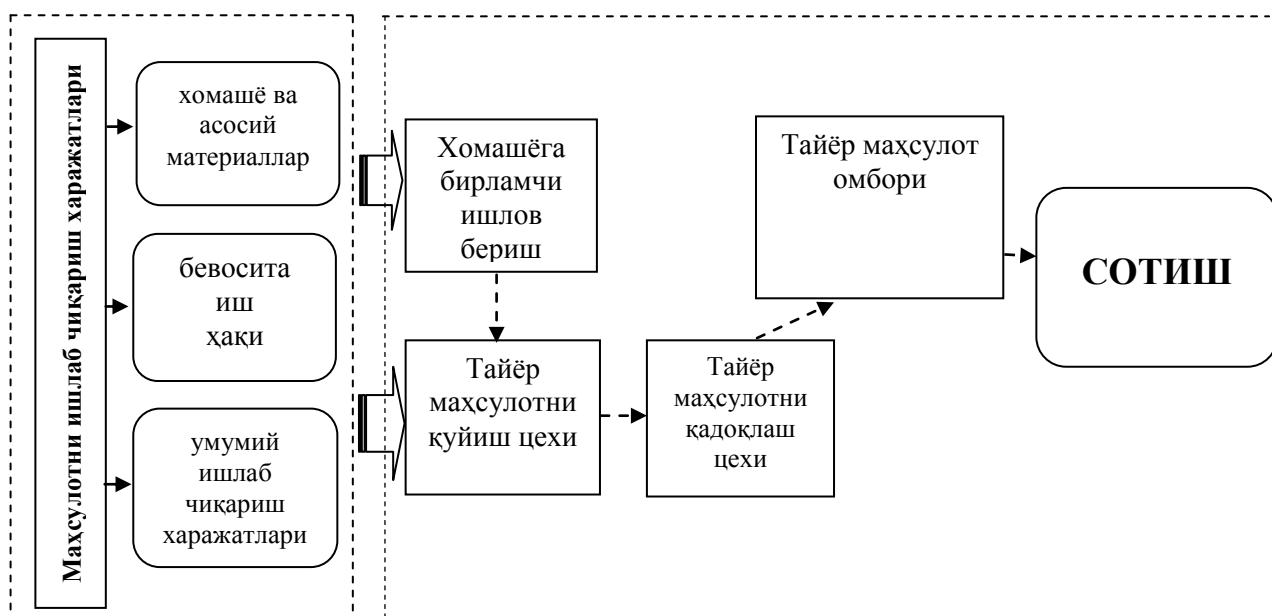 Маҳсулотни ишлаб чиқариш харажатлари
хомашё ва
асосий
материаллар
бевосита
иш
ҳақи
умумий
ишлаб
чиқариш
харажатлари
Хомашёга
бирламчи
ишлов
бериш
Тайёр
маҳсулотни
қуйиш цехи
Тайёр
маҳсулотни
қадоқлаш
цехи
Тайёр маҳсулот
омбори
СОТИШ